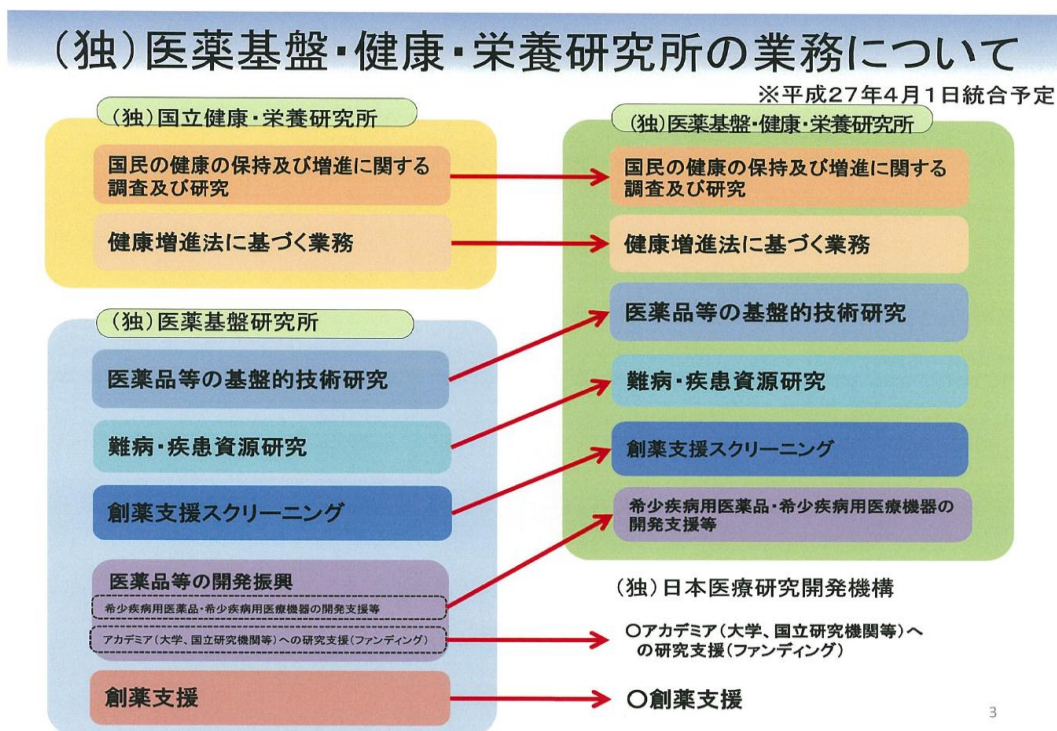 (独)医薬基盤・健康・栄養研究所の業務について
※平成27年4月1日統合予定
(独)国立健康・栄養研究所
国民の健康の保持及び増進に関する
調査及び研究
健康増進法に基づく業務
(独)医薬基盤研究所
医薬品等の基盤的技術研究
難病・疾患資源研究
創薬支援スクリーニング
医薬品等の開発振興
希少疾病用医薬品・希少疾病用医療機器の開発支援等
アカデミア(大学、国立研究機関等)への研究支援(ファンディング)
創薬支援
(独)医薬基盤・健康・栄養研究所
国民の健康の保持及び増進に関する
調査及び研究
健康増進法に基づく業務
医薬品等の基盤的技術研究
難病・疾患資源研究
創薬支援スクリーニング
希少疾病用医薬品・希少疾病用医療機器の
開発支援等
(独)日本医療研究開発機構
○アカデミア(大学、国立研究機関等)へ
の研究支援(ファンディング)
○創薬支援
3